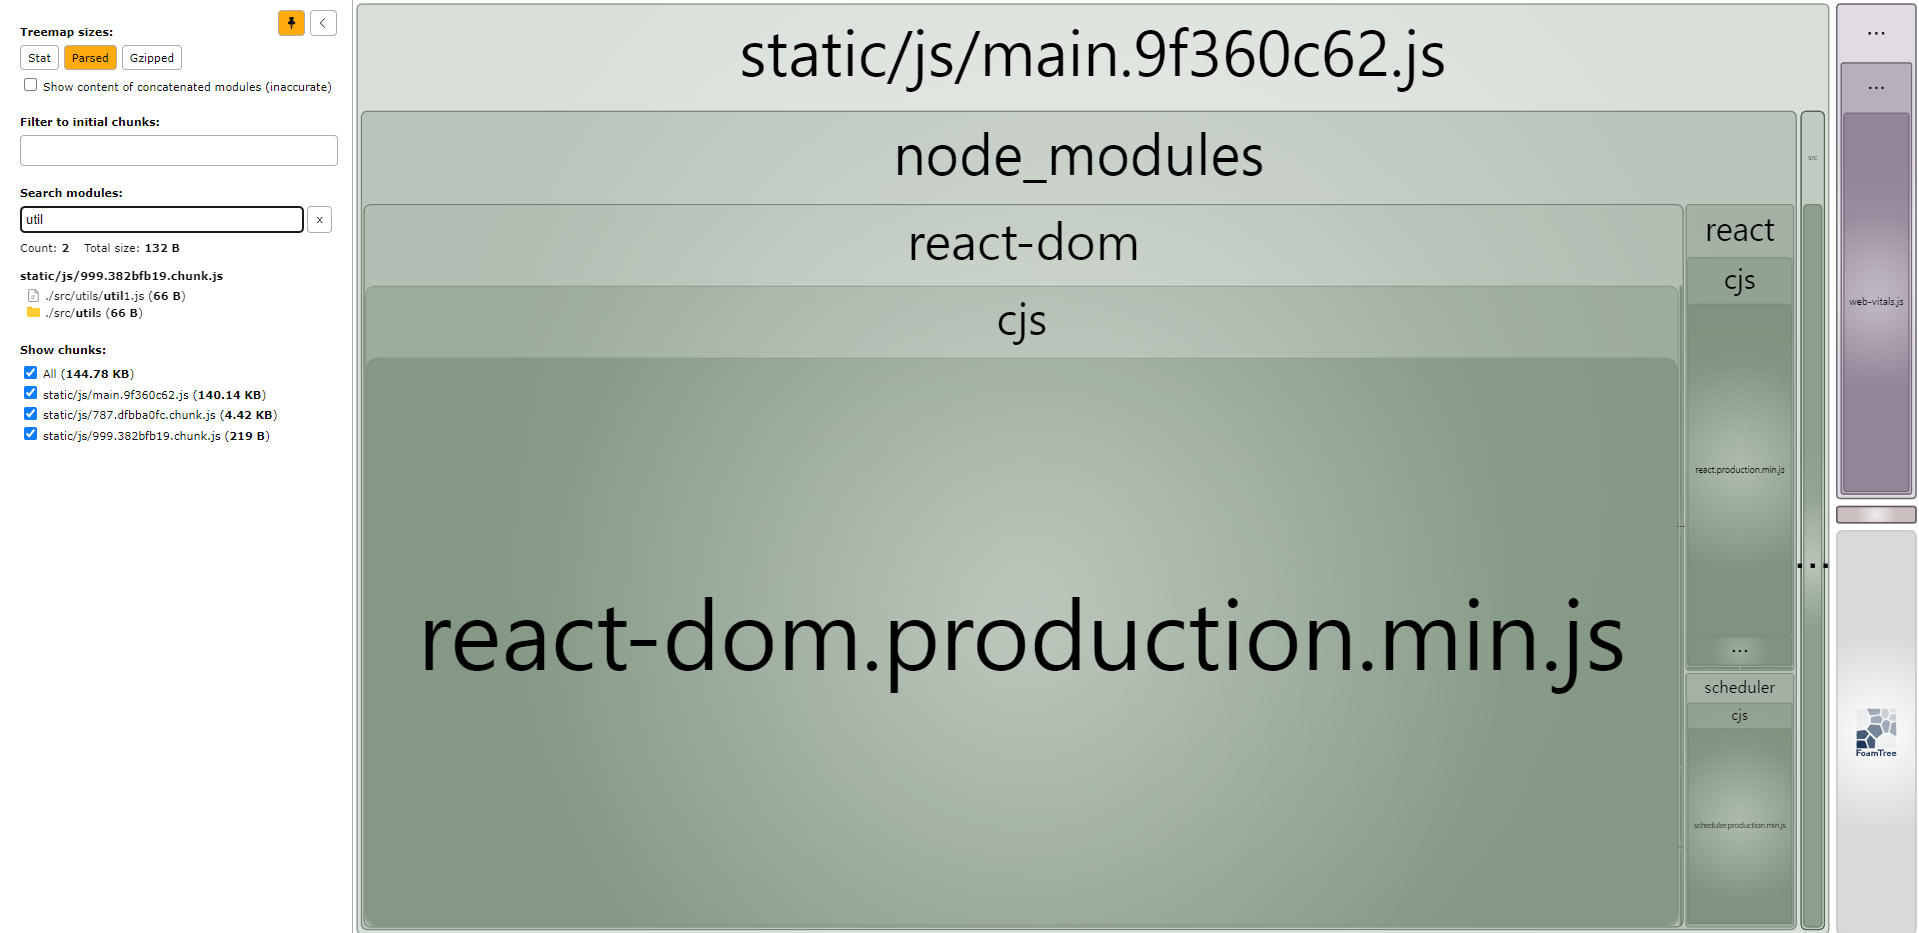 Treemap sizes:
Stat Parsed Gzipped
Show content of concatenated modules (inaccurate)
Filter to initial chunks:
Search modules:
util x
Count: 2 Total size: 132 B
static/js/999.382bfb19.chunk.js
./src/utils/util1.js (66 B)
./src/utils (66 B)
Show chunks:
All (144.78 KB)
static/js/main.9f360c62.js (140.14 KB)
static/js/787.dfbba0fc.chunk.js (4.42 KB)
static/js/999.382bfb19.chunk.js (219 B)
static/js/main.9f360c62.js
node_modules
react-dom
cjs
react-dom.production.min.js
...
react
cjs
react.production.min.js
...
scheduler
cjs
scheduler.production.min.js
src
...
...
...
web-vitals.js
FoamTree